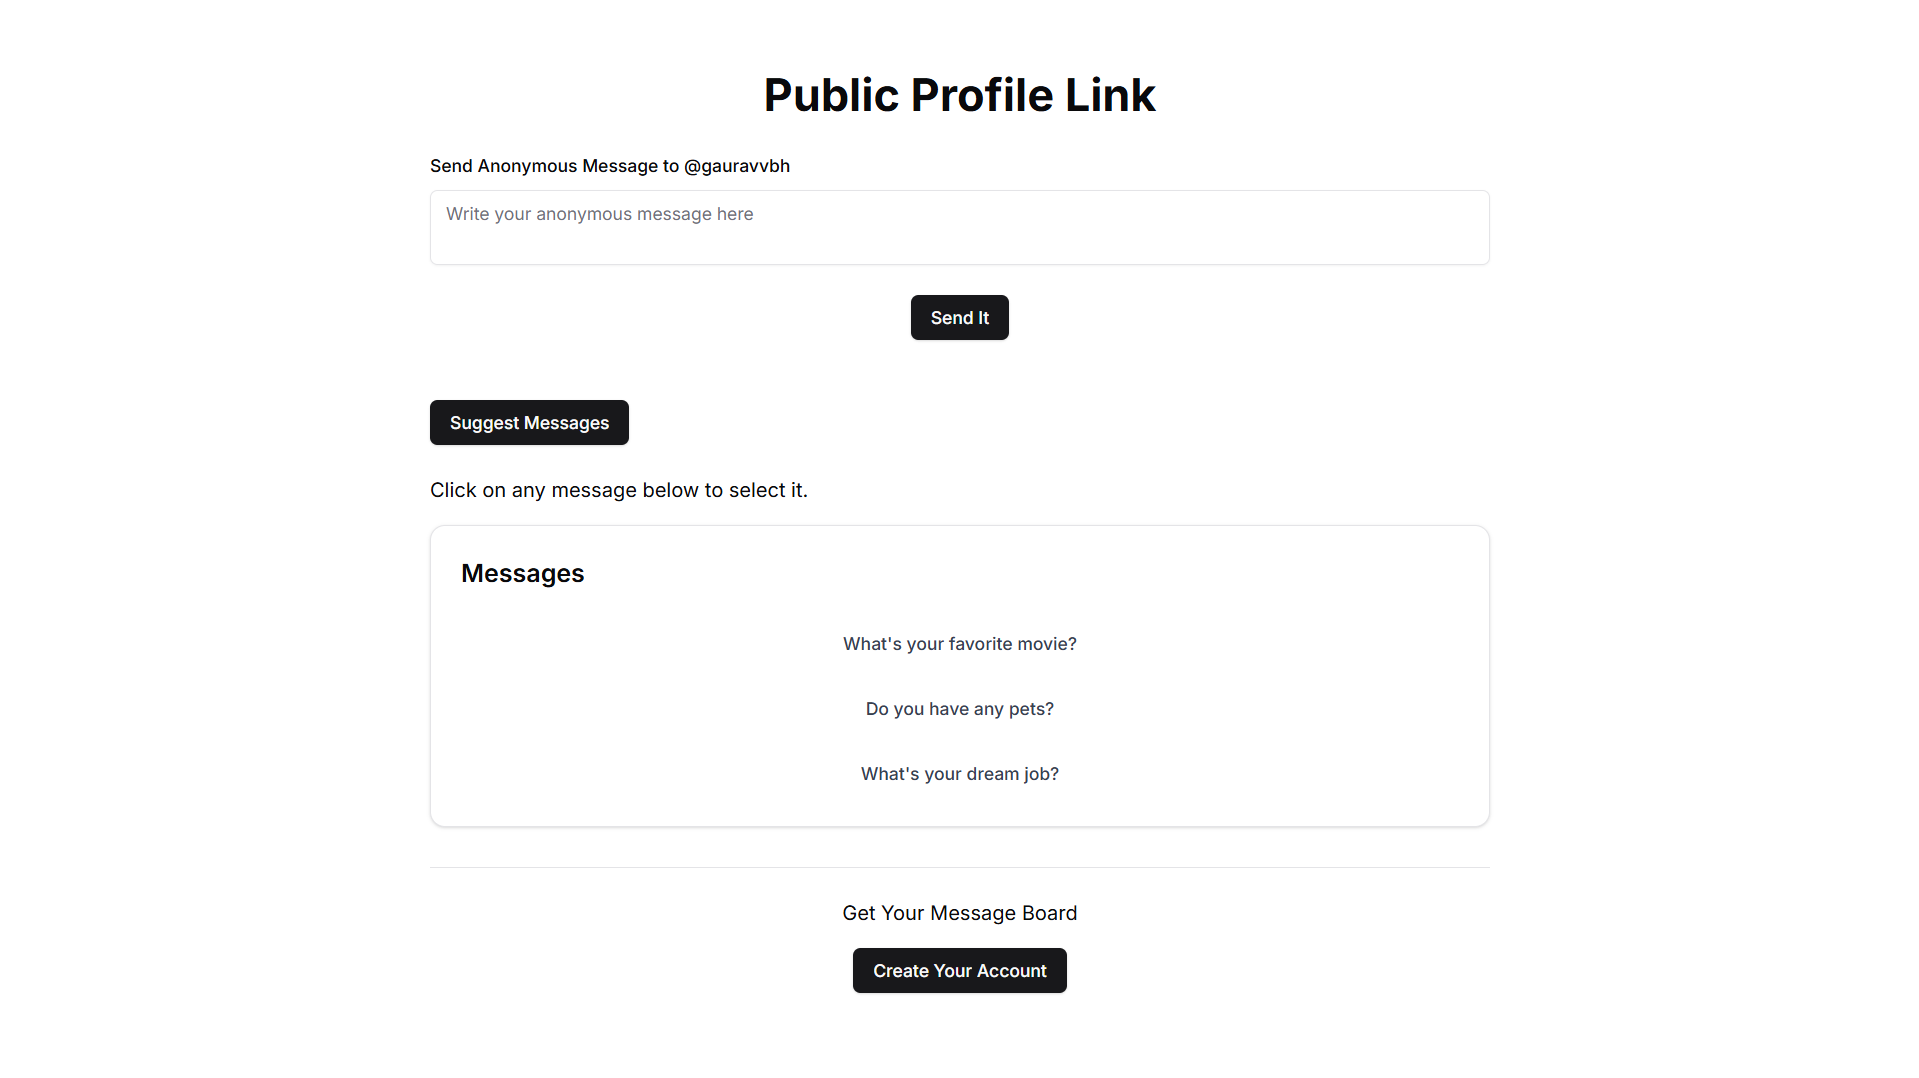 Public Profile Link
Send Anonymous Message to @gauravvbh
Write your anonymous message here
Send It
Suggest Messages
Click on any message below to select it.
Messages
What's your favorite movie?
Do you have any pets?
What's your dream job?
Get Your Message Board
Create Your Account